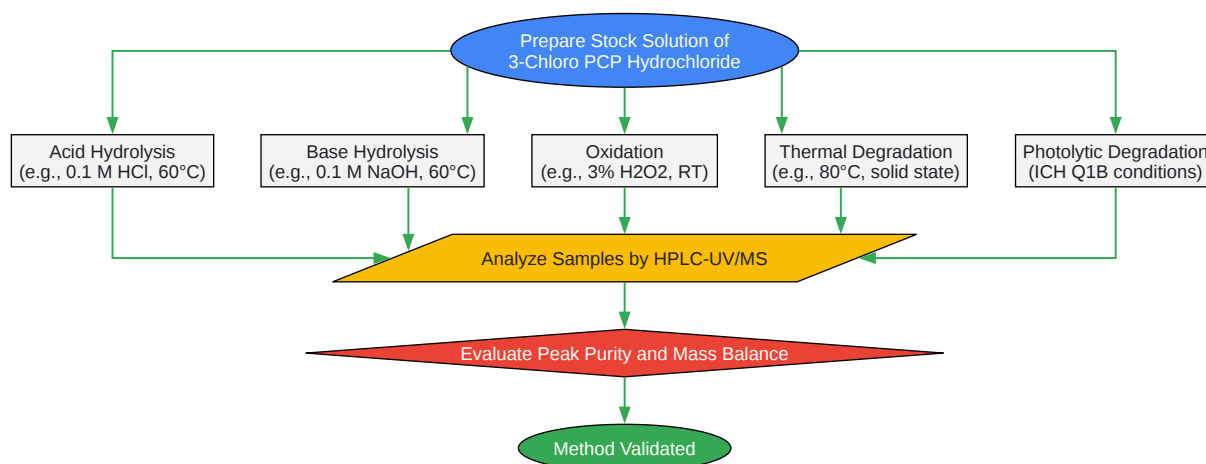 Prepare Stock Solution of
3-Chloro PCP Hydrochloride
Acid Hydrolysis
(e.g., 0.1 M HCl, 60°C)
Base Hydrolysis
(e.g., 0.1 M NaOH, 60°C)
Oxidation
(e.g., 3% H2O2, RT)
Thermal Degradation
(e.g., 80°C, solid state)
Photolytic Degradation
(ICH Q1B conditions)
Analyze Samples by HPLC-UV/MS
Evaluate Peak Purity and Mass Balance
Method Validated